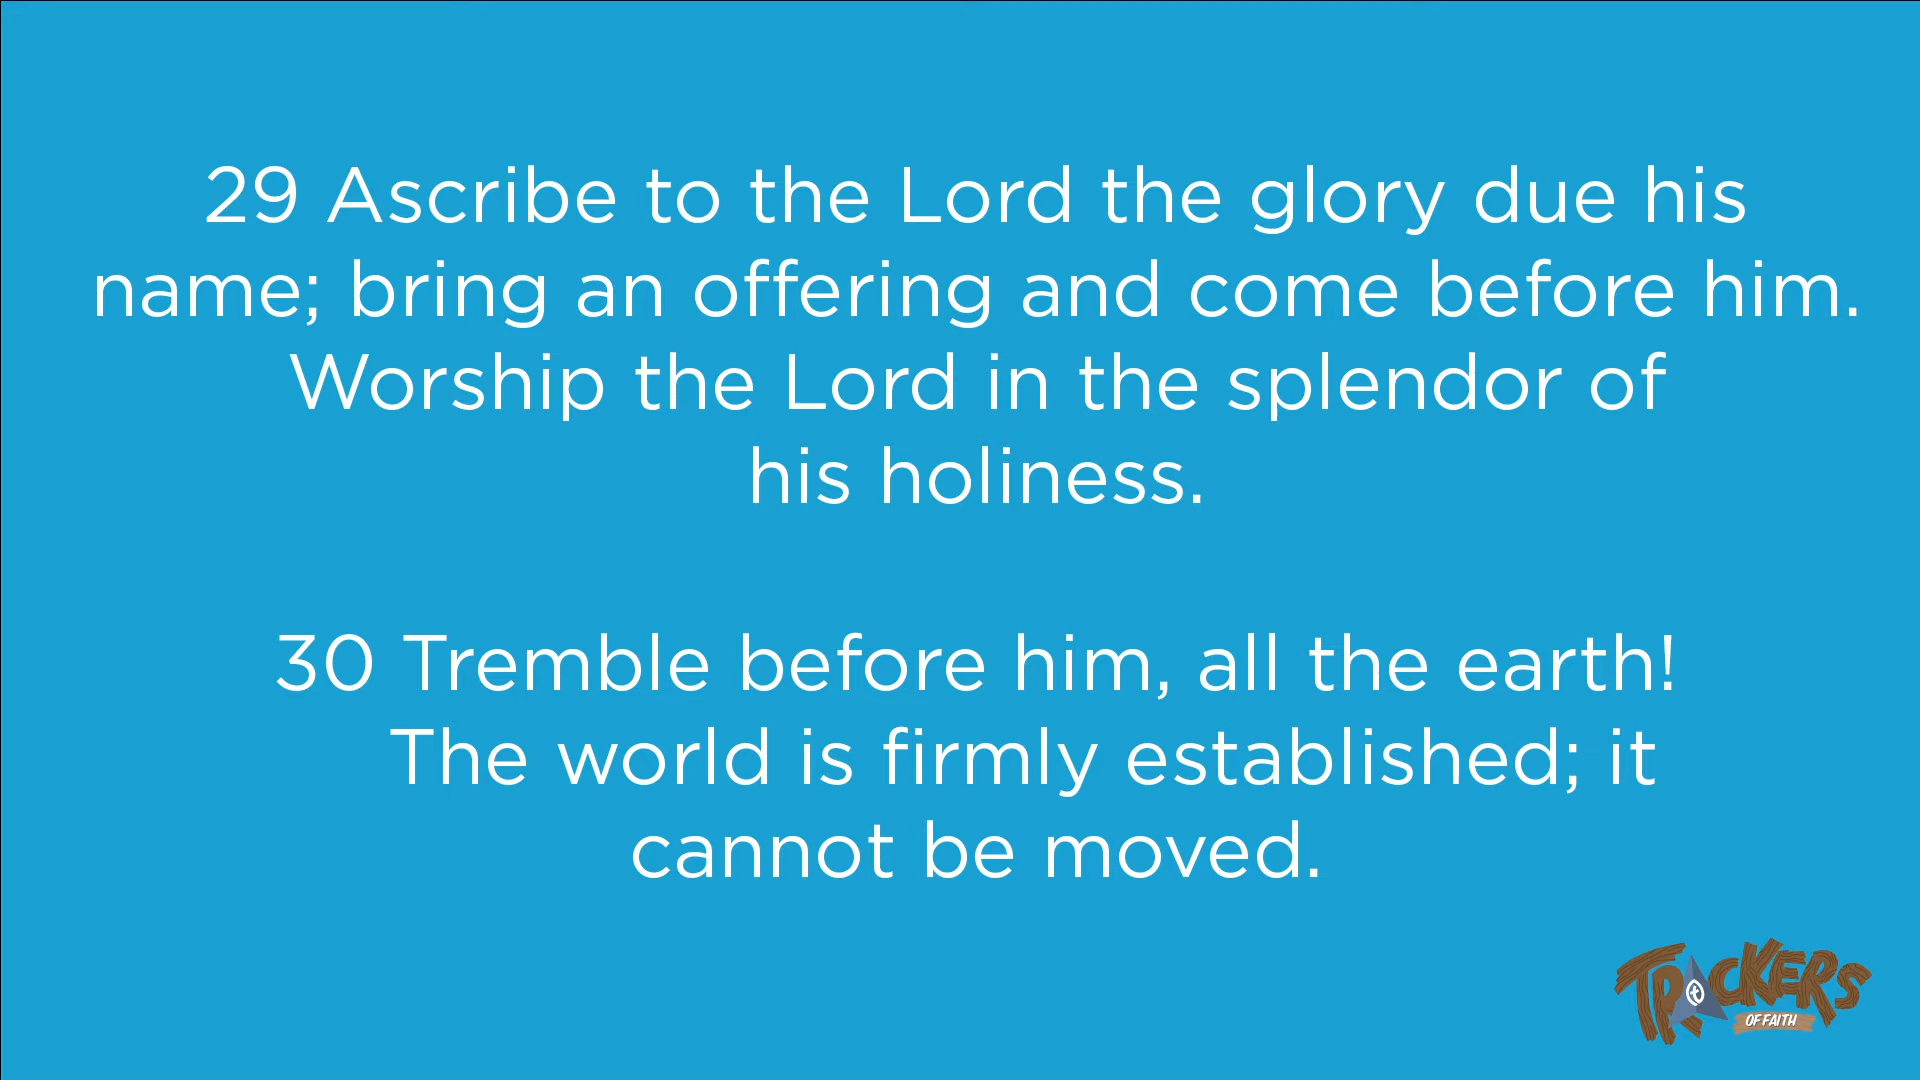 29 Ascribe to the Lord the glory due his
name; bring an offering and come before him.
Worship the Lord in the splendor of
his holiness.
30 Tremble before him, all the earth!
The world is firmly established; it
cannot be moved.
TRACKERS
OF FAITH